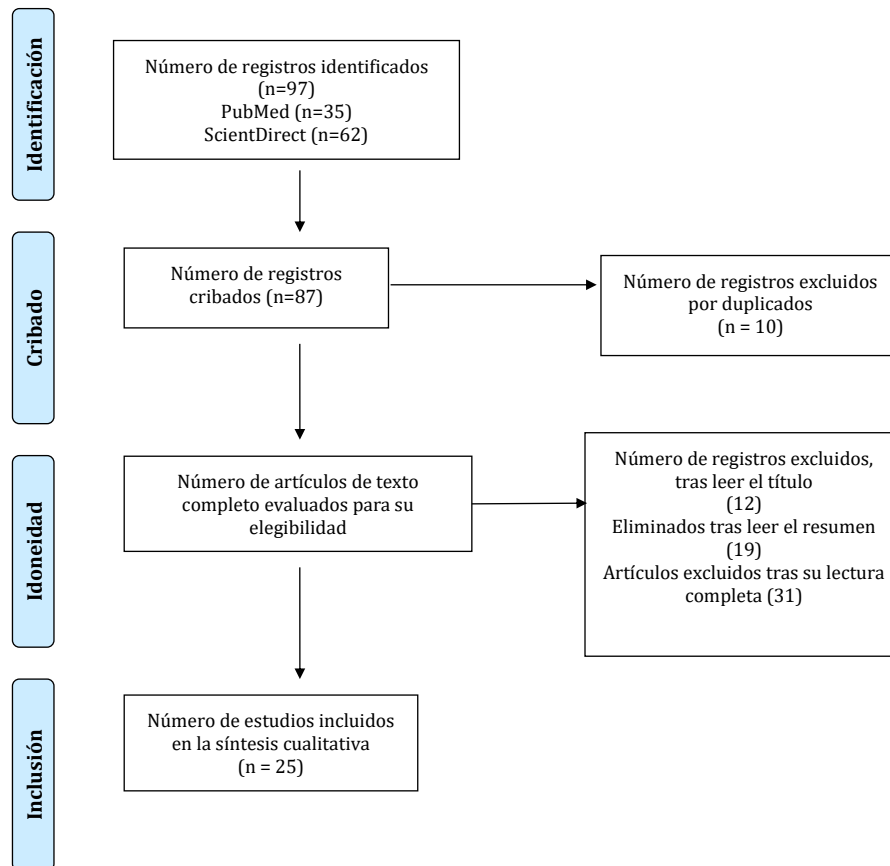 Identificación
Número de registros identificados
(n=97)
PubMed (n=35)
ScientDirect (n=62)
Cribado
Número de registros
cribados (n=87)
Número de registros excluidos
por duplicados
(n = 10)
Idoneidad
Número de artículos de texto
completo evaluados para su
elegibilidad
Número de registros excluidos,
tras leer el título
(12)
Eliminados tras leer el resumen
(19)
Artículos excluidos tras su lectura
completa (31)
Inclusión
Número de estudios incluidos
en la síntesis cualitativa
(n = 25)